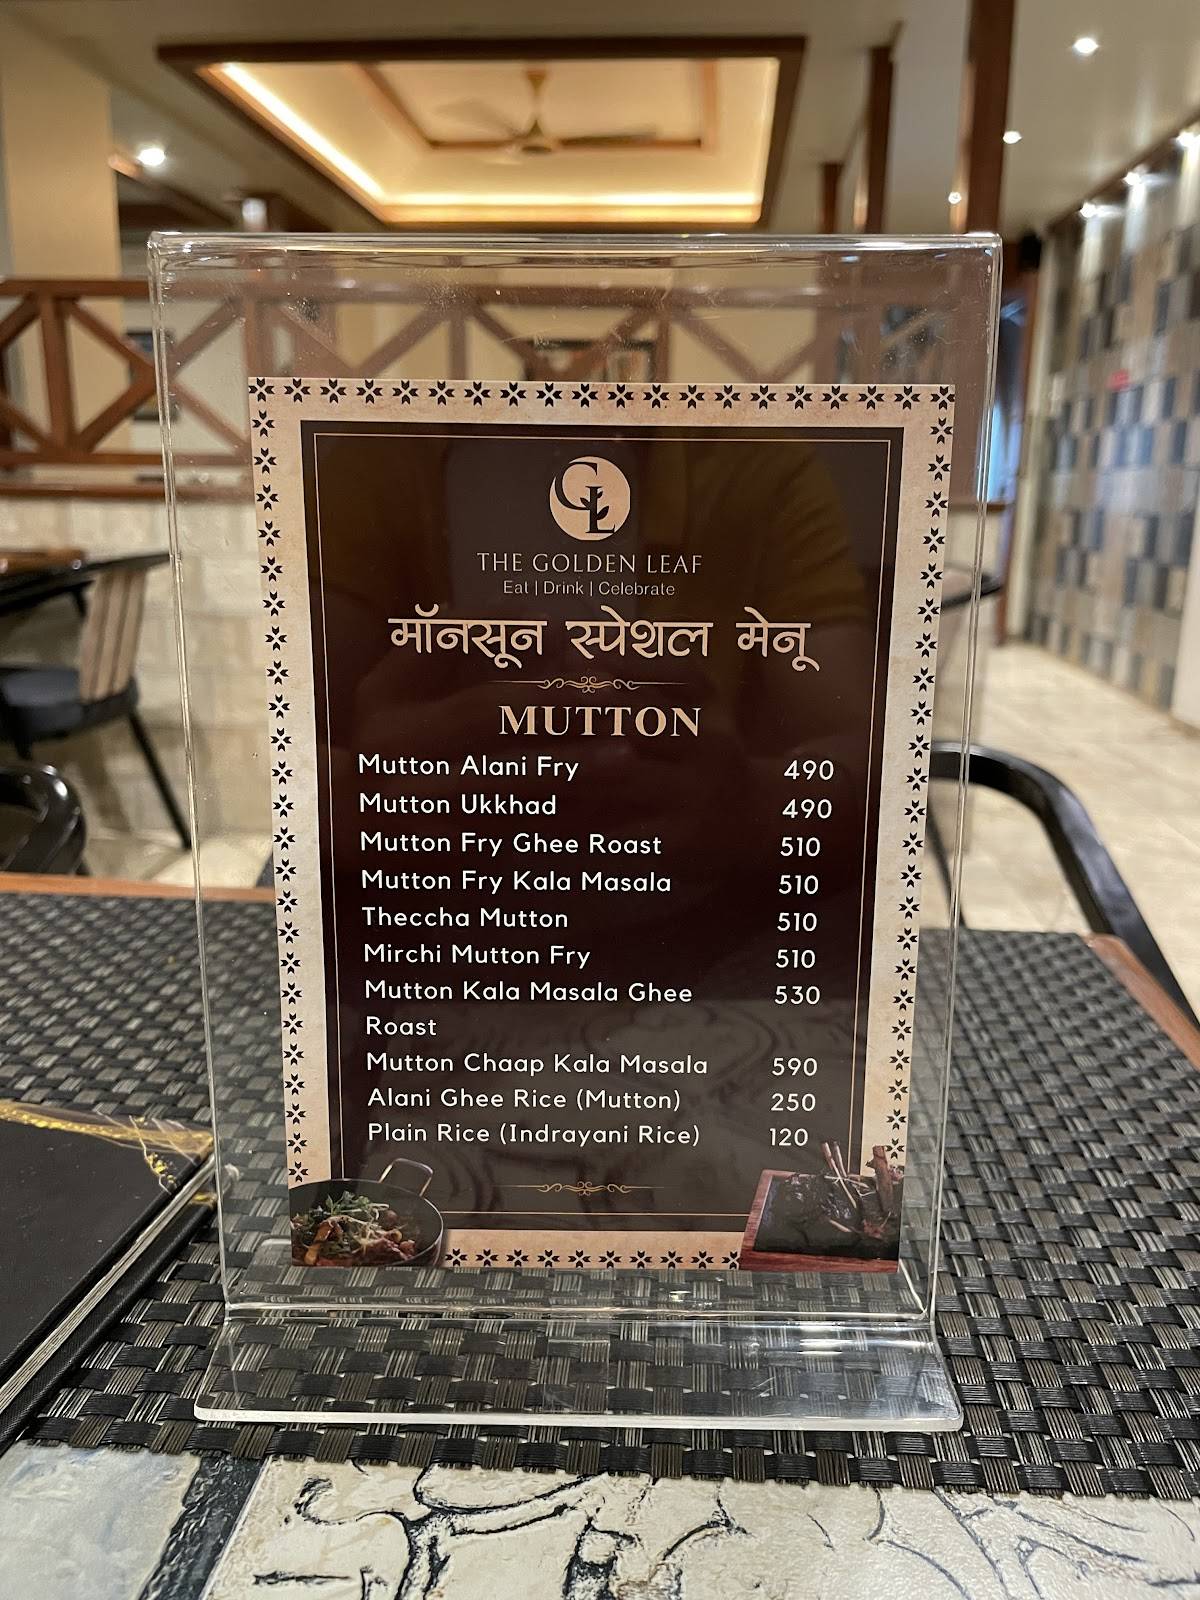 GL
THE GOLDEN LEAF
Eat | Drink | Celebrate
मॉनसून स्पेशल मेनू
MUTTON
Mutton Alani Fry 490
Mutton Ukkhad 490
Mutton Fry Ghee Roast 510
Mutton Fry Kala Masala 510
Theccha Mutton 510
Mirchi Mutton Fry 510
Mutton Kala Masala Ghee 530
Roast
Mutton Chaap Kala Masala 590
Alani Ghee Rice (Mutton) 250
Plain Rice (Indrayani Rice) 120